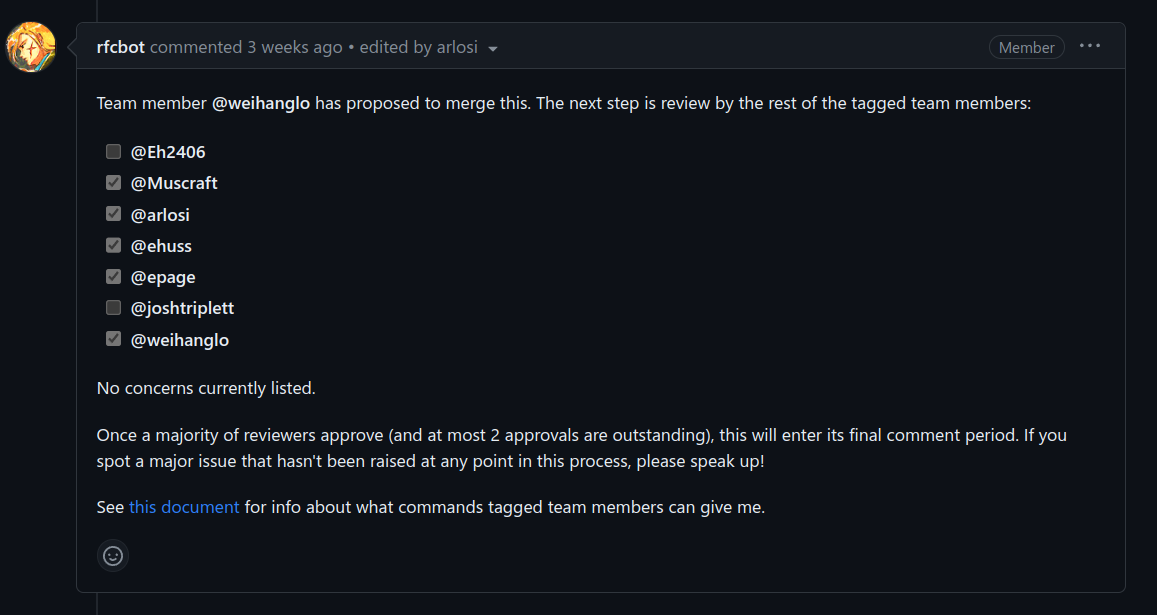 rfcbot commented 3 weeks ago • edited by arlosi
Member
Team member @weihanglo has proposed to merge this. The next step is review by the rest of the tagged team members:
@Eh2406
@Muscraft
@arlosi
@ehuss
@epage
@joshtriplett
@weihanglo
No concerns currently listed.
Once a majority of reviewers approve (and at most 2 approvals are outstanding), this will enter its final comment period. If you
spot a major issue that hasn't been raised at any point in this process, please speak up!
See this document for info about what commands tagged team members can give me.